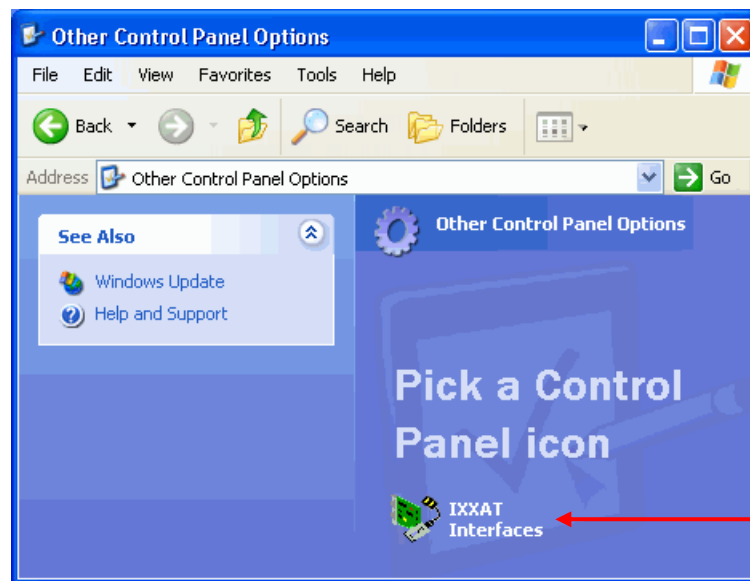 Other Control Panel Options
File Edit View Favorites Tools Help
Back Search Folders
Address Other Control Panel Options Go
See Also
Windows Update
Help and Support
Other Control Panel Options
Pick a Control
Panel icon
IXXAT
Interfaces